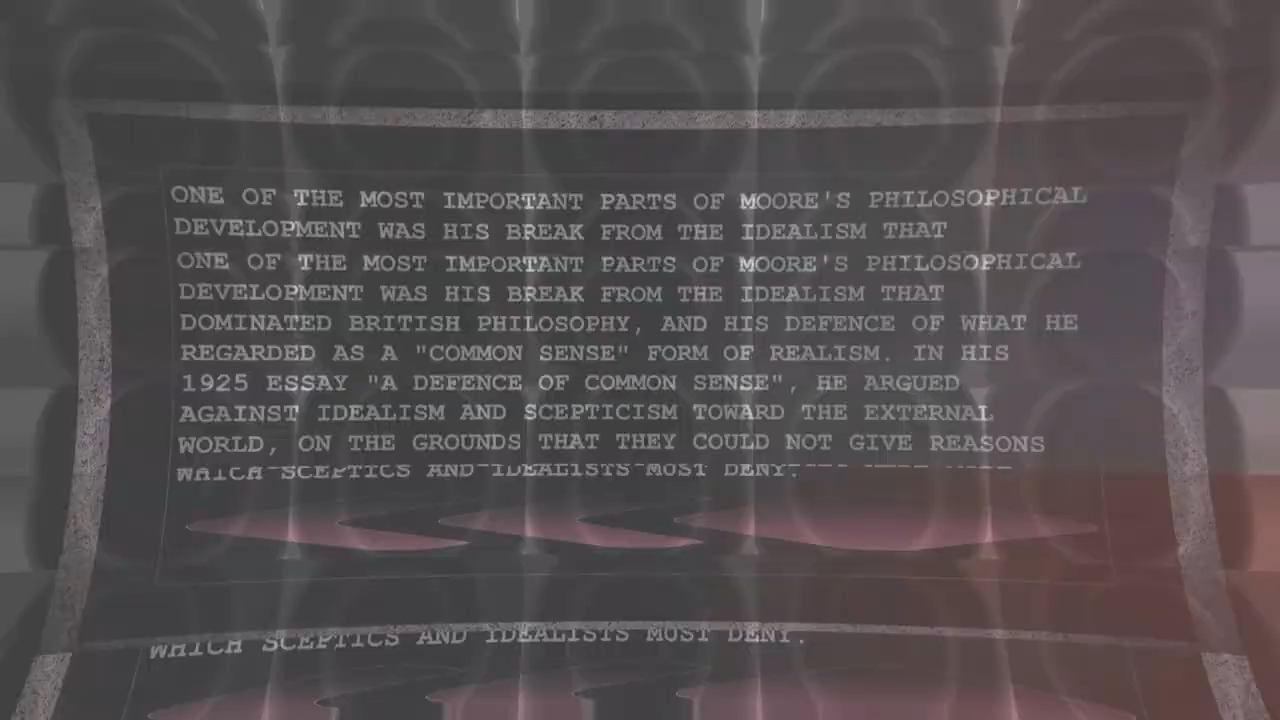 ONE OF THE MOST IMPORTANT PARTS OF MOORE'S PHILOSOPHICAL
DEVELOPMENT WAS HIS BREAK FROM THE IDEALISM THAT
ONE OF THE MOST IMPORTANT PARTS OF MOORE'S PHILOSOPHICAL
DEVELOPMENT WAS HIS BREAK FROM THE IDEALISM THAT
DOMINATED BRITISH PHILOSOPHY, AND HIS DEFENCE OF WHAT HE
REGARDED AS A "COMMON SENSE" FORM OF REALISM. IN HIS
1925 ESSAY "A DEFENCE OF COMMON SENSE", HE ARGUED
AGAINST IDEALISM AND SCEPTICISM TOWARD THE EXTERNAL
WORLD, ON THE GROUNDS THAT THEY COULD NOT GIVE REASONS
WHICH SCEPTICS AND IDEALISTS MUST DENY.
WHICH SCEPTICS AND IDEALISTS MUST DENY.